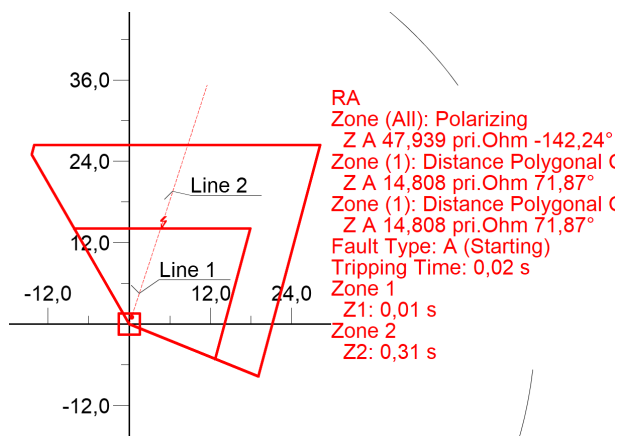 36,0
24,0
12,0
-12,0
-12,0
12,0
24,0
Line 2
Line 1
RA
Zone (All): Polarizing
Z A 47,939 pri.Ohm -142,24°
Zone (1): Distance Polygonal
Z A 14,808 pri.Ohm 71,87°
Zone (1): Distance Polygonal
Z A 14,808 pri.Ohm 71,87°
Fault Type: A (Starting)
Tripping Time: 0,02 s
Zone 1
Z1: 0,01 s
Zone 2
Z2: 0,31 s